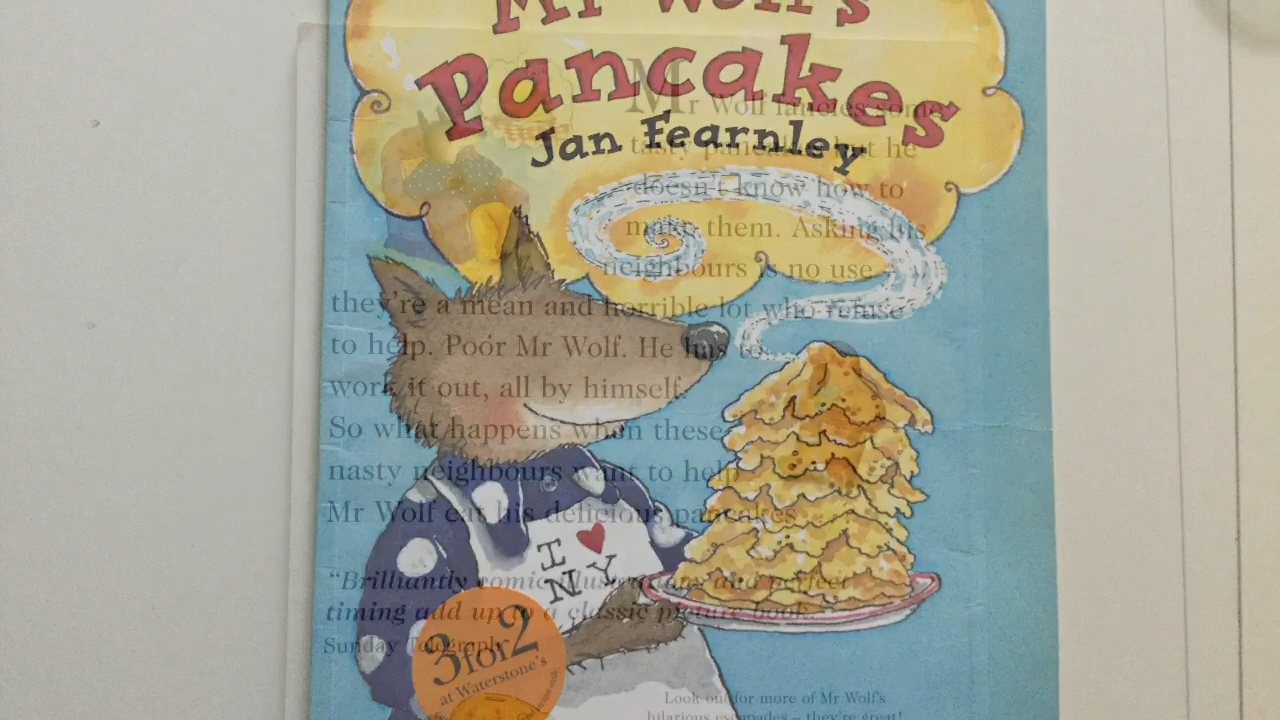 Mr Wolf's
Pancakes
Jan Fearnley
Mr Wolf fancies some
tasty pancakes but he
doesn't know how to
make them. Asking his
neighbours is no use –
they're a mean and horrible lot who refuse
to help. Poor Mr Wolf. He has to
work it out, all by himself.
So what happens when these
nasty neighbours want to help
Mr Wolf eat his delicious pancakes
"Brilliantly comic illustrations and perfect
timing add up to a classic picture book.
Sunday Telegraph
I ♥
NY
3 for 2
at Waterstone's
Look out for more of Mr Wolf's
hilarious escapades – they're great!